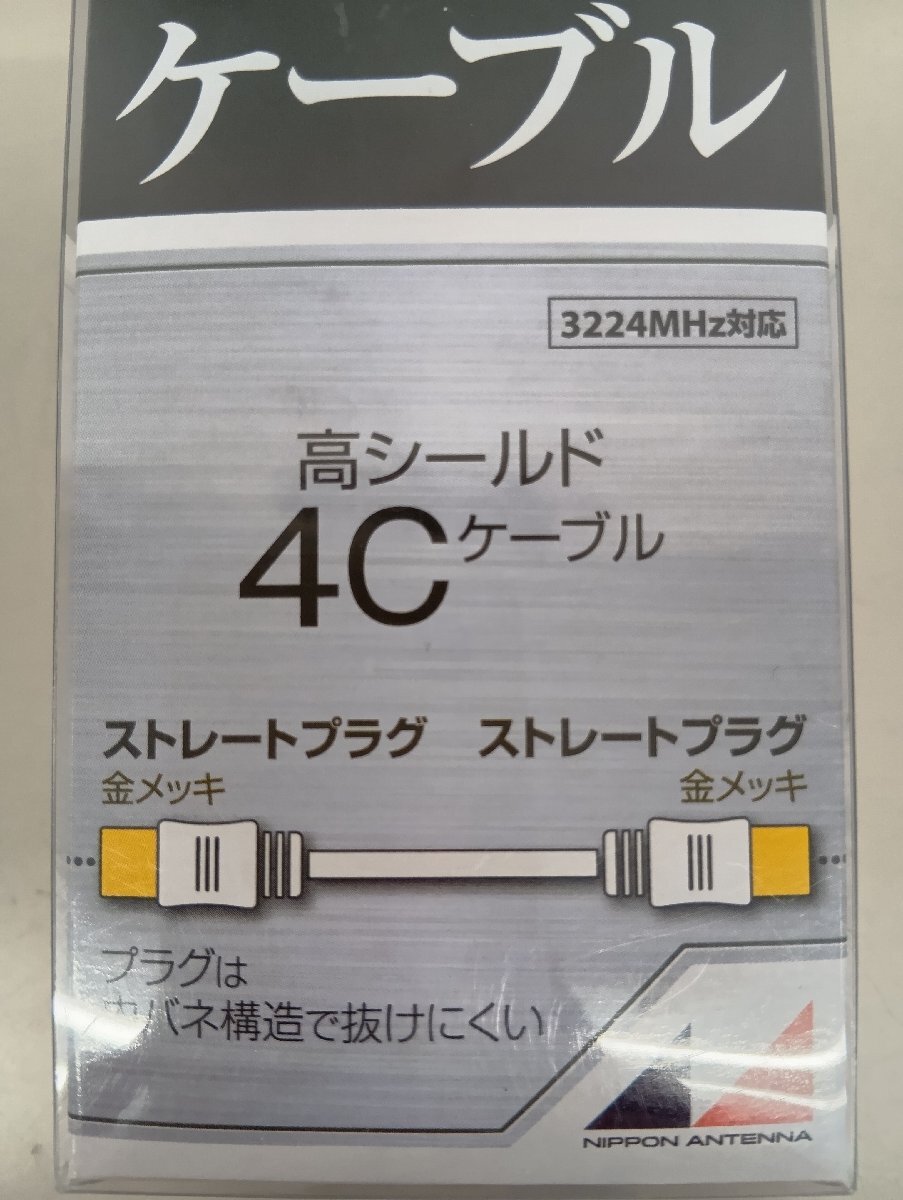 ケーブル
3224MHz対応
高シールド
4Cケーブル
ストレートプラグ ストレートプラグ
金メッキ 金メッキ
プラグは
バネ構造で抜けにくい
NIPPON ANTENNA